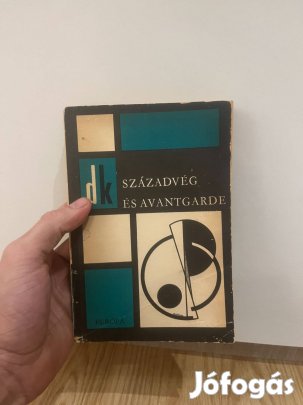 dk
SZÁZADVÉG
ÉS AVANTGARDE
EURÓPA
Jófogás